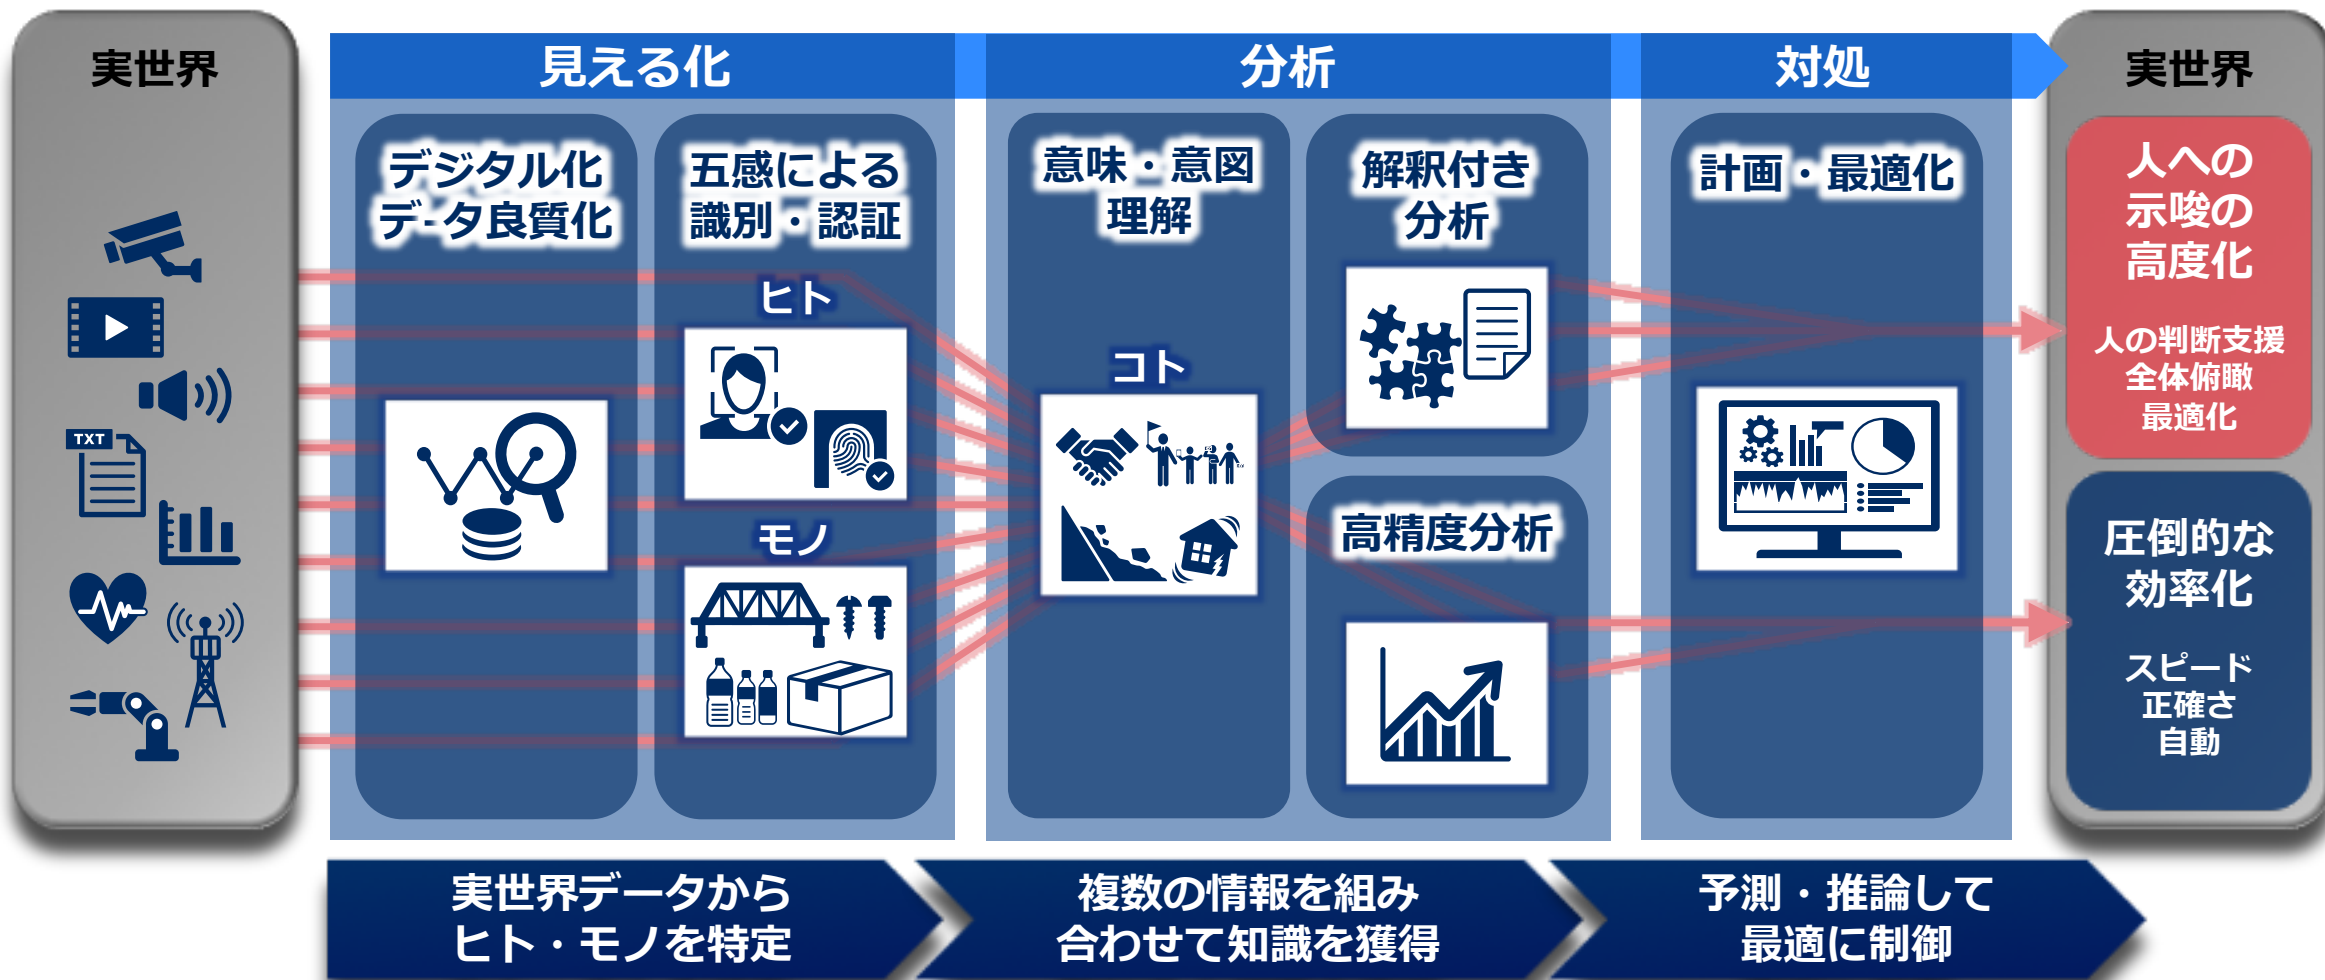 実世界
TXT
見える化
デジタル化
データ良質化
五感による
識別・認証
ヒト
モノ
分析
意味・意図
理解
コト
解釈付き
分析
高精度分析
対処
計画・最適化
実世界
人への
示唆の
高度化
人の判断支援
全体俯瞰
最適化
圧倒的な
効率化
スピード
正確さ
自動
実世界データから
ヒト・モノを特定
複数の情報を組み
合わせて知識を獲得
予測・推論して
最適に制御